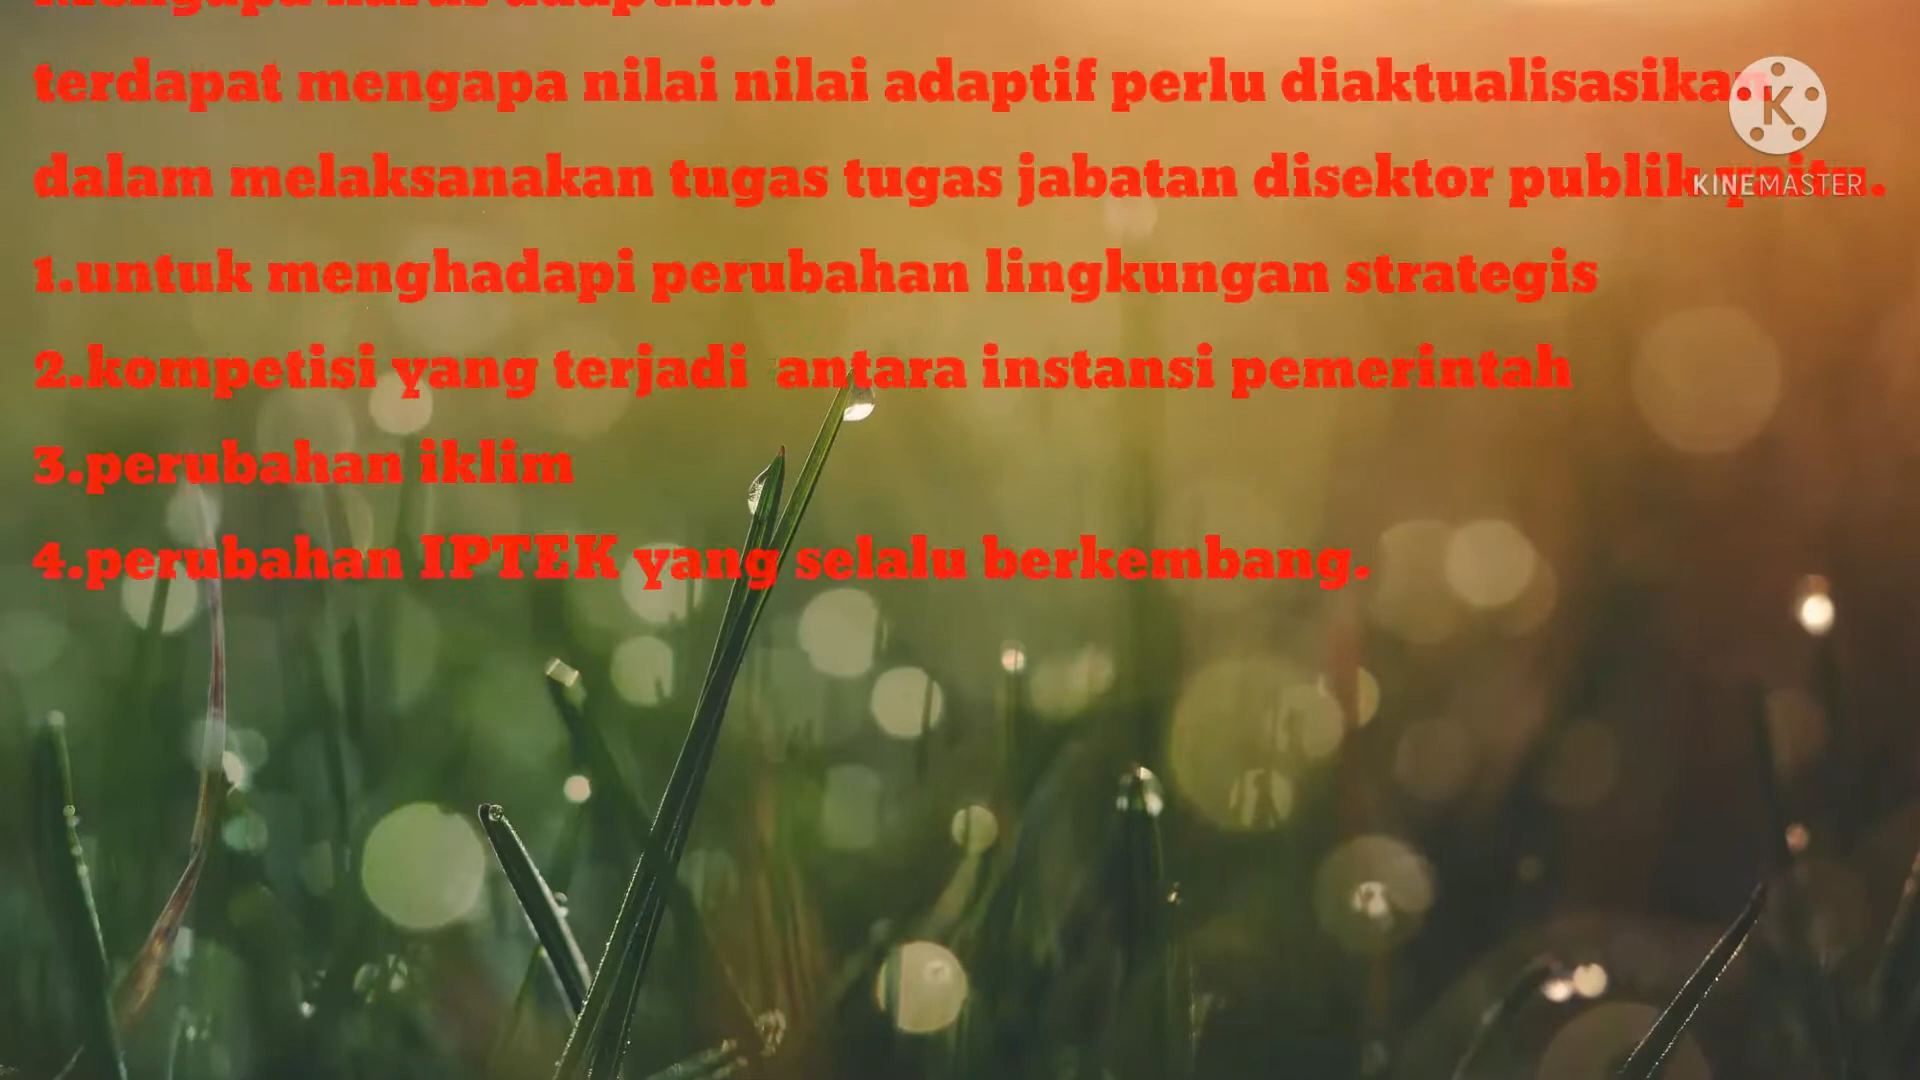 terdapat mengapa nilai nilai adaptif perlu diaktualisasikan
dalam melaksanakan tugas tugas jabatan disektor publik
1.untuk menghadapi perubahan lingkungan strategis
2.kompetisi yang terjadi antara instansi pemerintah
3.perubahan iklim
4.perubahan IPTEK yang selalu berkembang.
K
KINEMASTER